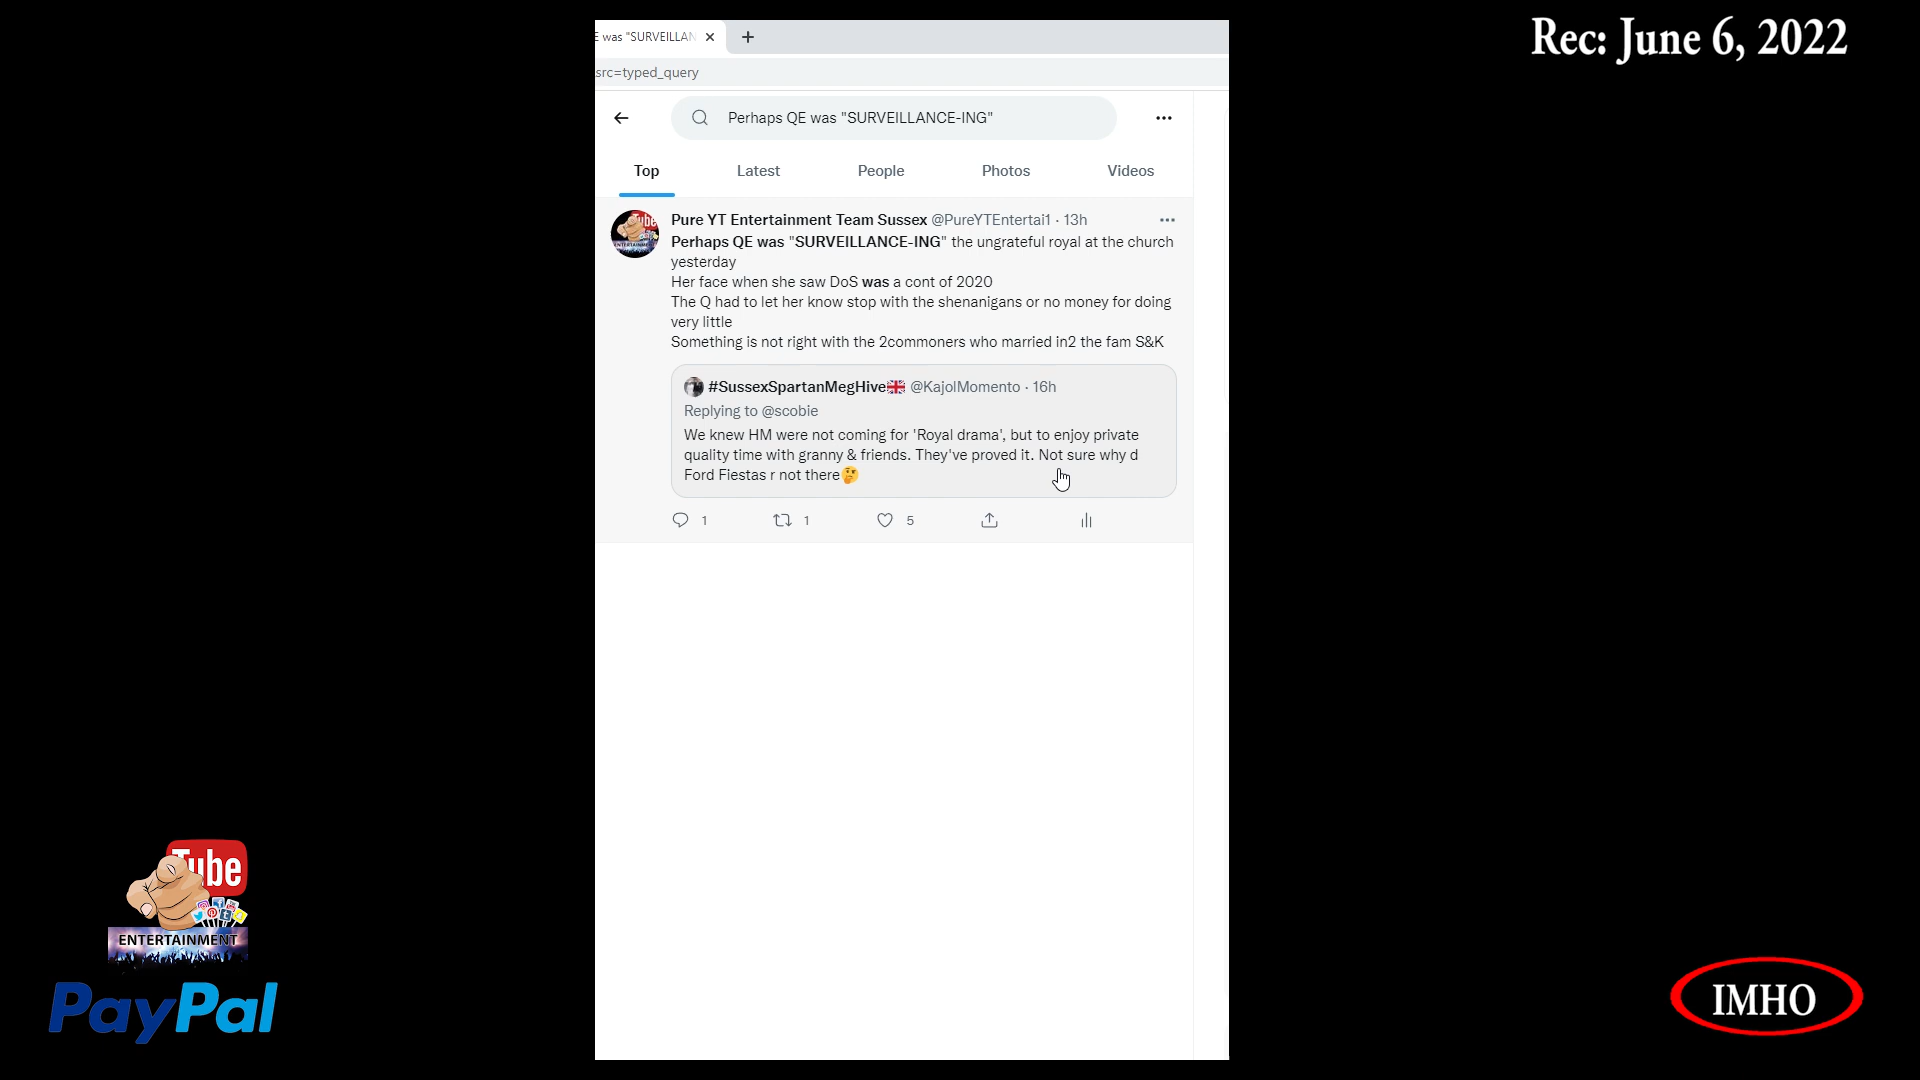 Rec: June 6, 2022
E was "SURVEILLAN
src=typed_query
Perhaps QE was "SURVEILLANCE-ING"
Top Latest People Photos Videos
Pure YT Entertainment Team Sussex @PureYTEntertai1 · 13h
Perhaps QE was "SURVEILLANCE-ING" the ungrateful royal at the church
yesterday
Her face when she saw DoS was a cont of 2020
The Q had to let her know stop with the shenanigans or no money for doing
very little
Something is not right with the 2commoners who married in2 the fam S&K
#SussexSpartanMegHive🇬🇧 @KajolMomento · 16h
Replying to @scobie
We knew HM were not coming for 'Royal drama', but to enjoy private
quality time with granny & friends. They've proved it. Not sure why d
Ford Fiestas r not there🤔
1 1 5
Tube
ENTERTAINMENT
PayPal
IMHO